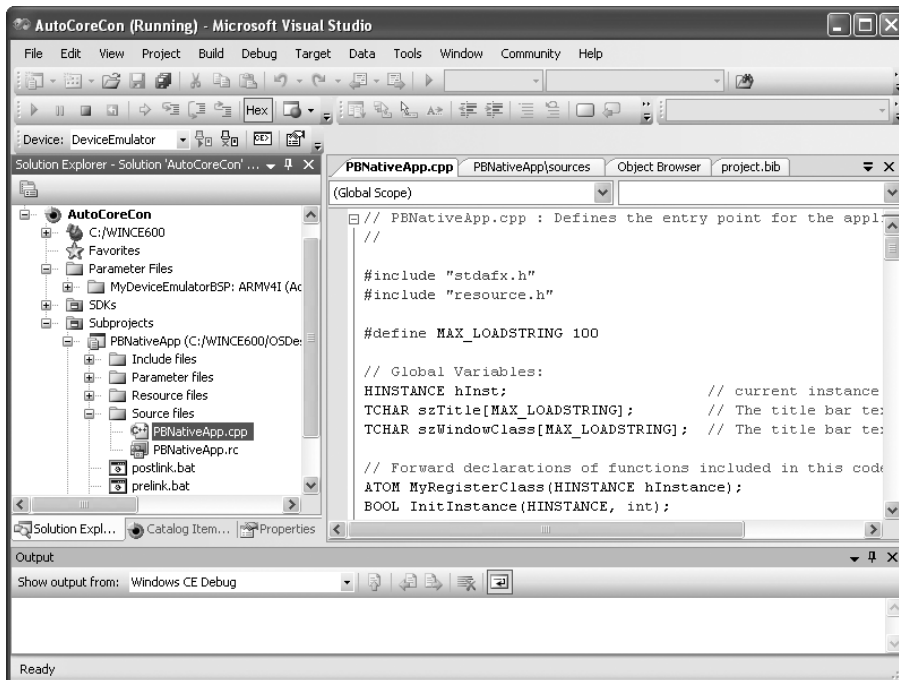 AutoCoreCon (Running) - Microsoft Visual Studio
File Edit View Project Build Debug Target Data Tools Window Community Help
Hex
Device: DeviceEmulator
Solution Explorer - Solution 'AutoCoreCon' ...
AutoCoreCon
C:/WINCE600
Favorites
Parameter Files
MyDeviceEmulatorBSP: ARMV4I (Ac
SDKs
Subprojects
PBNativeApp (C:/WINCE600/OSDe:
Include files
Parameter files
Resource files
Source files
PBNativeApp.cpp
PBNativeApp.rc
postlink.bat
prelink.bat
Solution Expl... Catalog Item... Properties
PBNativeApp.cpp PBNativeApp\sources Object Browser project.bib
(Global Scope)
// PBNativeApp.cpp : Defines the entry point for the appl
//
#include "stdafx.h"
#include "resource.h"
#define MAX_LOADSTRING 100
// Global Variables:
HINSTANCE hInst; // current instance
TCHAR szTitle[MAX_LOADSTRING]; // The title bar te
TCHAR szWindowClass[MAX_LOADSTRING]; // The title bar te
// Forward declarations of functions included in this code
ATOM MyRegisterClass(HINSTANCE hInstance);
BOOL InitInstance(HINSTANCE, int);
Output
Show output from: Windows CE Debug
Ready